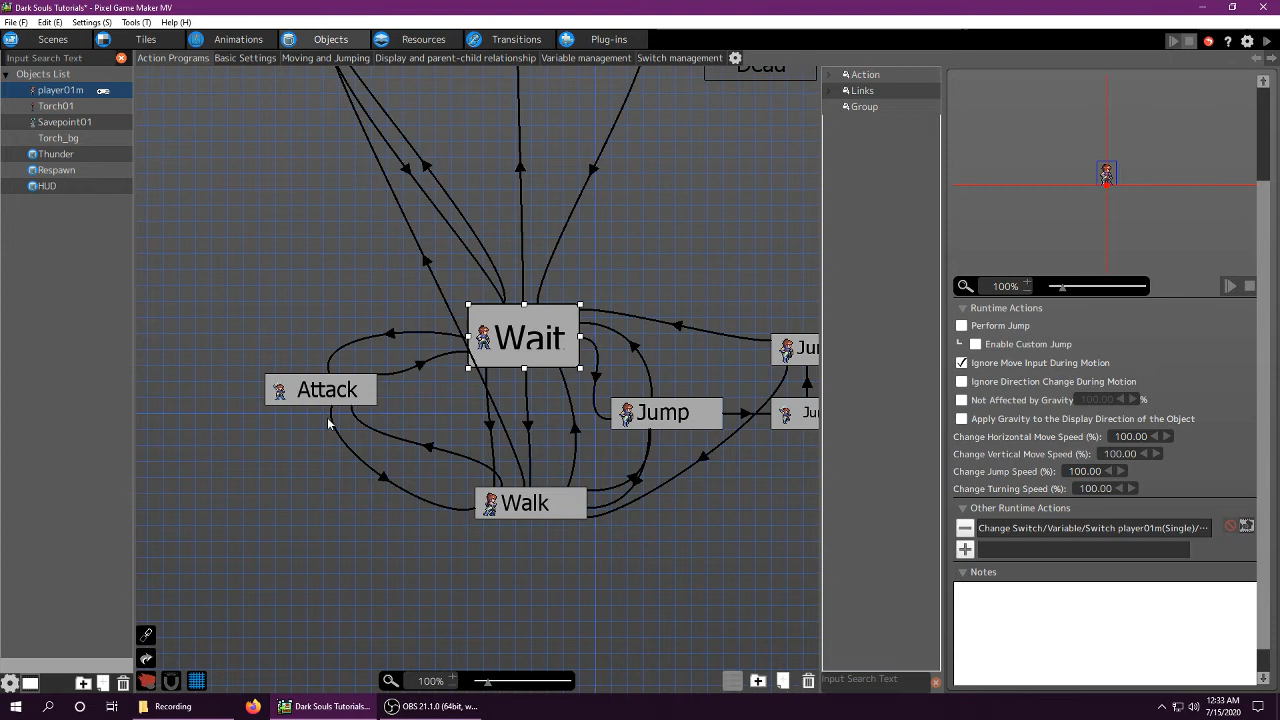 Dark Souls Tutorials* - Pixel Game Maker MV
File (F) Edit (E) Settings (S) Tools (T) Help (H)
Scenes Tiles Animations Objects Resources Transitions Plug-ins
Input Search Text
Action Programs Basic Settings Moving and Jumping Display and parent-child relationship Variable management Switch management
Objects List
player01m
Torch01
Savepoint01
Torch_bg
Thunder
Respawn
HUD
Dead
Wait
Attack
Jump
Walk
Action
Links
Group
100%
Runtime Actions
Perform Jump
Enable Custom Jump
Ignore Move Input During Motion
Ignore Direction Change During Motion
Not Affected by Gravity 100.00 %
Apply Gravity to the Display Direction of the Object
Change Horizontal Move Speed (%): 100.00
Change Vertical Move Speed (%): 100.00
Change Jump Speed (%): 100.00
Change Turning Speed (%): 100.00
Other Runtime Actions
Change Switch/Variable/Switch player01m(Single)/···
Notes
100%
Input Search Text
Recording
Dark Souls Tutorials...
OBS 21.1.0 (64bit, w...
12:33 AM
7/15/2020